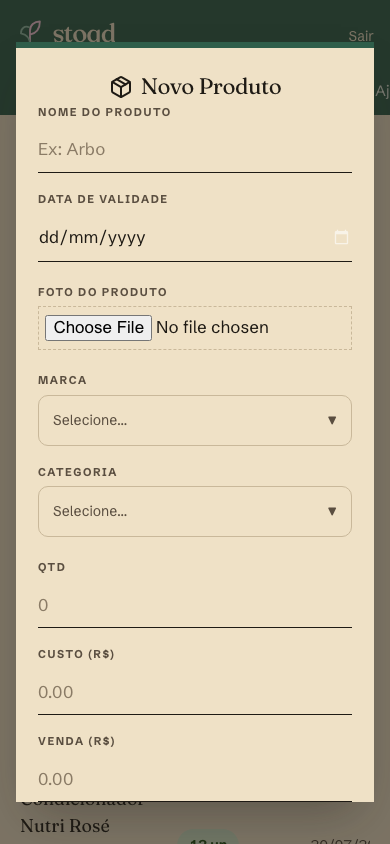 stoqd
Sair
Aj
Novo Produto
NOME DO PRODUTO
Ex: Arbo
DATA DE VALIDADE
dd/mm/yyyy
FOTO DO PRODUTO
Choose File No file chosen
MARCA
Selecione... ▼
CATEGORIA
Selecione... ▼
QTD
0
CUSTO (R$)
0.00
VENDA (R$)
0.00
Condicionador
Nutri Rosé